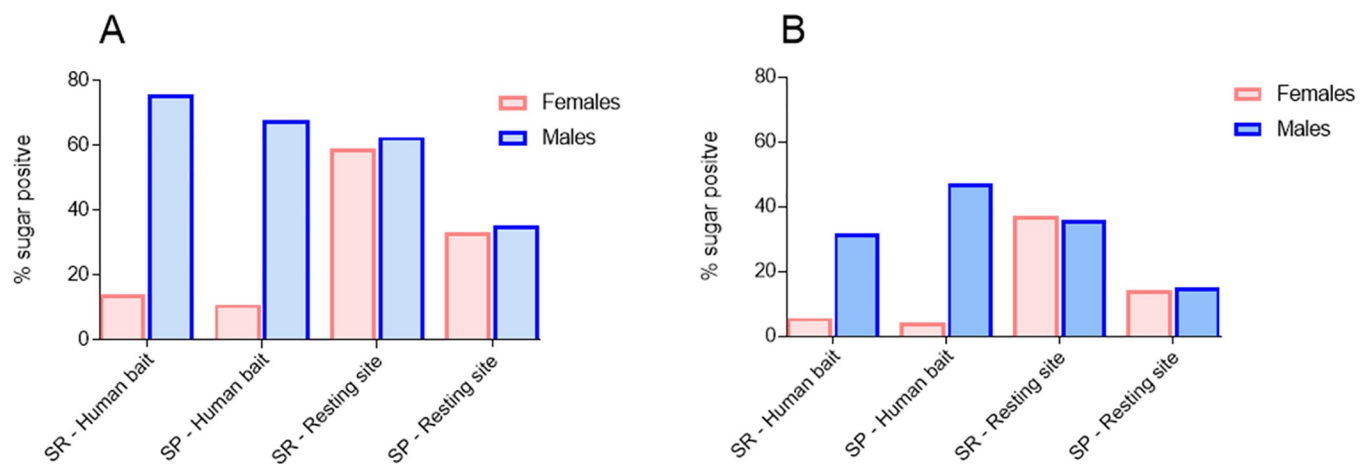 A
% sugar positve
80
60
40
20
0
Females
Males
SR - Human bait
SP - Human bait
SR - Resting site
SP - Resting site
B
% sugar positve
80
60
40
20
0
Females
Males
SR - Human bait
SP - Human bait
SR - Resting site
SP - Resting site